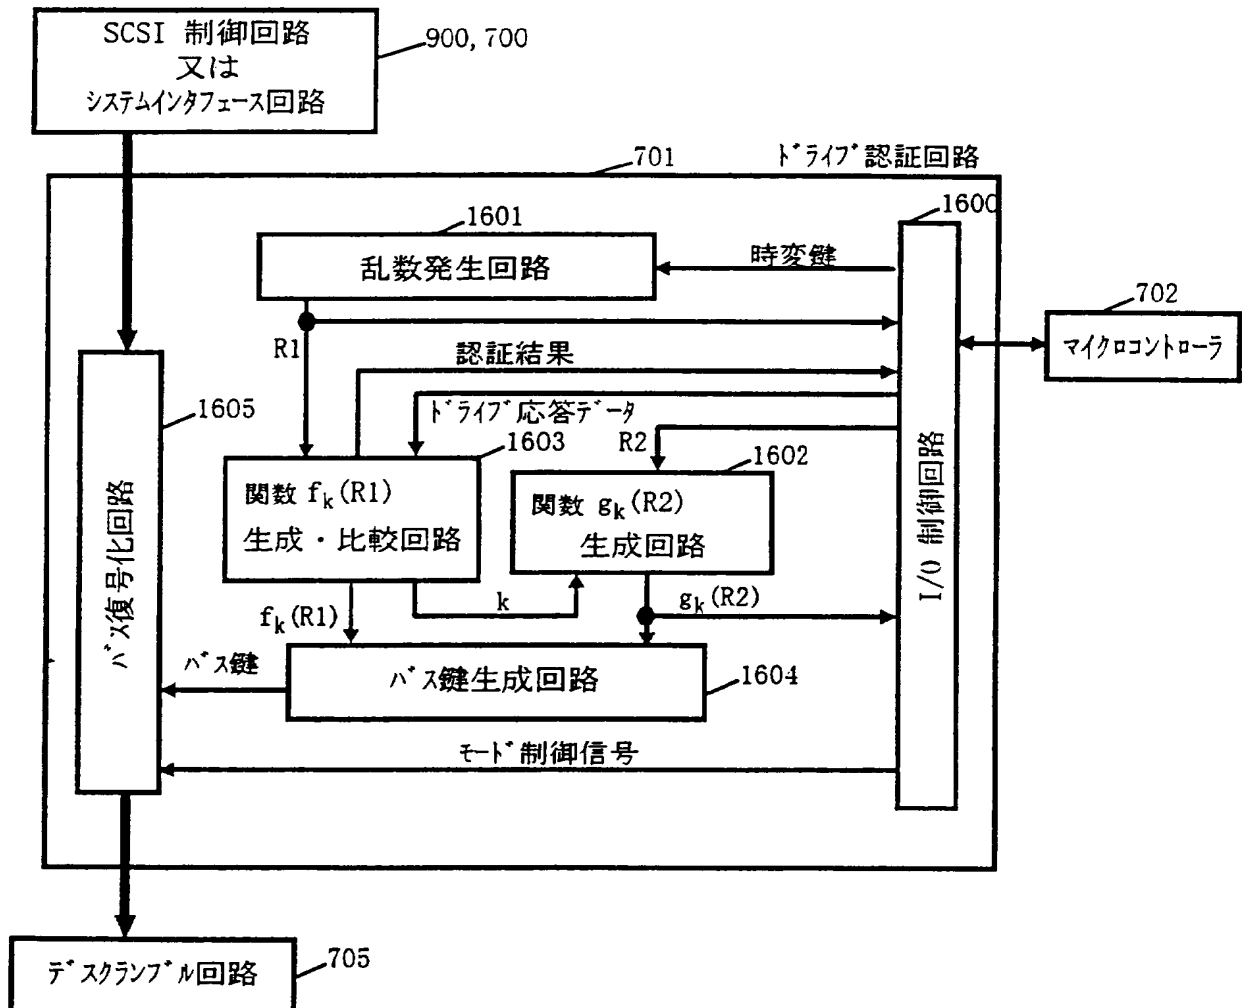 SCSI 制御回路
又は
システムインタフェース回路
900, 700
701
ドライブ認証回路
1600
1601
乱数発生回路
時変鍵
702
マイクロコントローラ
R1
認証結果
1605
ドライブ応答データ
1603
R2
1602
関数 fk(R1)
生成・比較回路
関数 gk(R2)
生成回路
I/O 制御回路
バス復号化回路
k
fk(R1)
gk(R2)
バス鍵
バス鍵生成回路
1604
モード制御信号
デスクランブル回路
705